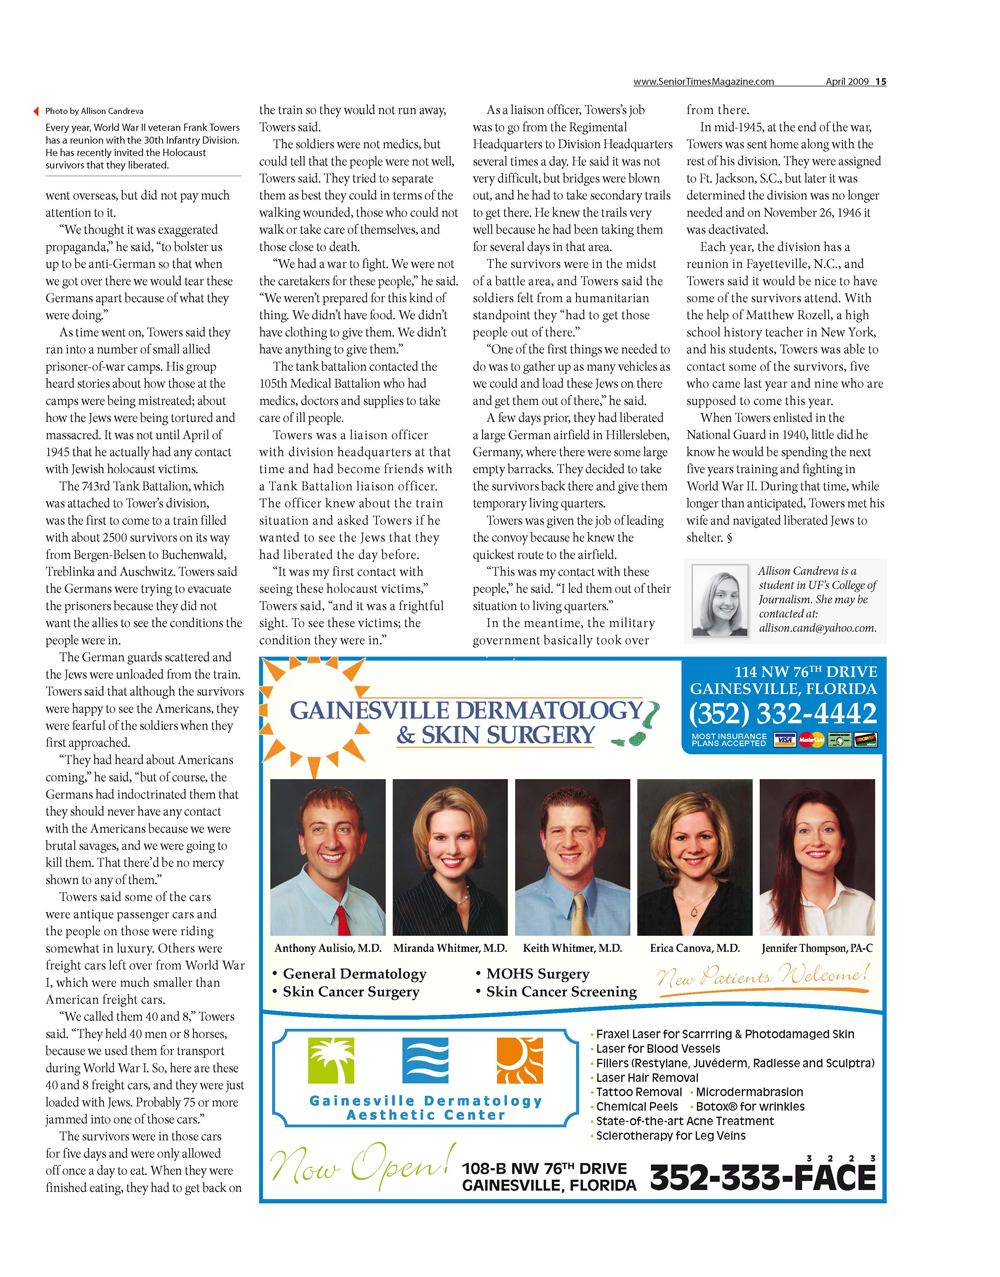 www.SeniorTimesMagazine.com April 2009 15
Photo by Allison Candreva
Every year, World War II veteran Frank Towers
has a reunion with the 30th Infantry Division.
He has recently invited the Holocaust
survivors that they liberated.
went overseas, but did not pay much
attention to it.
“We thought it was exaggerated
propaganda,” he said, “to bolster us
up to be anti-German so that when
we got over there we would tear these
Germans apart because of what they
were doing.”
As time went on, Towers said they
ran into a number of small allied
prisoner-of-war camps. His group
heard stories about how those at the
camps were being mistreated; about
how the Jews were being tortured and
massacred. It was not until April of
1945 that he actually had any contact
with Jewish holocaust victims.
The 743rd Tank Battalion, which
was attached to Tower’s division,
was the first to come to a train filled
with about 2500 survivors on its way
from Bergen-Belsen to Buchenwald,
Treblinka and Auschwitz. Towers said
the Germans were trying to evacuate
the prisoners because they did not
want the allies to see the conditions the
people were in.
The German guards scattered and
the Jews were unloaded from the train.
Towers said that although the survivors
were happy to see the Americans, they
were fearful of the soldiers when they
first approached.
“They had heard about Americans
coming,” he said, “but of course, the
Germans had indoctrinated them that
they should never have any contact
with the Americans because we were
brutal savages, and we were going to
kill them. That there’d be no mercy
shown to any of them.”
Towers said some of the cars
were antique passenger cars and
the people on those were riding
somewhat in luxury. Others were
freight cars left over from World War
I, which were much smaller than
American freight cars.
“We called them 40 and 8,” Towers
said. “They held 40 men or 8 horses,
because we used them for transport
during World War I. So, here are these
40 and 8 freight cars, and they were just
loaded with Jews. Probably 75 or more
jammed into one of those cars.”
The survivors were in those cars
for five days and were only allowed
off once a day to eat. When they were
finished eating, they had to get back on
the train so they would not run away,
Towers said.
The soldiers were not medics, but
could tell that the people were not well,
Towers said. They tried to separate
them as best they could in terms of the
walking wounded, those who could not
walk or take care of themselves, and
those close to death.
“We had a war to fight. We were not
the caretakers for these people,” he said.
“We weren’t prepared for this kind of
thing. We didn’t have food. We didn’t
have clothing to give them. We didn’t
have anything to give them.”
The tank battalion contacted the
105th Medical Battalion who had
medics, doctors and supplies to take
care of ill people.
Towers was a liaison officer
with division headquarters at that
time and had become friends with
a Tank Battalion liaison officer.
The officer knew about the train
situation and asked Towers if he
wanted to see the Jews that they
had liberated the day before.
“It was my first contact with
seeing these holocaust victims,”
Towers said, “and it was a frightful
sight. To see these victims; the
condition they were in.”
As a liaison officer, Towers’s job
was to go from the Regimental
Headquarters to Division Headquarters
several times a day. He said it was not
very difficult, but bridges were blown
out, and he had to take secondary trails
to get there. He knew the trails very
well because he had been taking them
for several days in that area.
The survivors were in the midst
of a battle area, and Towers said the
soldiers felt from a humanitarian
standpoint they “had to get those
people out of there.”
“One of the first things we needed to
do was to gather up as many vehicles as
we could and load these Jews on there
and get them out of there,” he said.
A few days prior, they had liberated
a large German airfield in Hillersleben,
Germany, where there were some large
empty barracks. They decided to take
the survivors back there and give them
temporary living quarters.
Towers was given the job of leading
the convoy because he knew the
quickest route to the airfield.
“This was my contact with these
people,” he said. “I led them out of their
situation to living quarters.”
In the meantime, the military
government basically took over
from there.
In mid-1945, at the end of the war,
Towers was sent home along with the
rest of his division. They were assigned
to Ft. Jackson, S.C., but later it was
determined the division was no longer
needed and on November 26, 1946 it
was deactivated.
Each year, the division has a
reunion in Fayetteville, N.C., and
Towers said it would be nice to have
some of the survivors attend. With
the help of Matthew Rozell, a high
school history teacher in New York,
and his students, Towers was able to
contact some of the survivors, five
who came last year and nine who are
supposed to come this year.
When Towers enlisted in the
National Guard in 1940, little did he
know he would be spending the next
five years training and fighting in
World War II. During that time, while
longer than anticipated, Towers met his
wife and navigated liberated Jews to
shelter. §
Allison Candreva is a
student in UF’s College of
Journalism. She may be
contacted at:
allison.cand@yahoo.com.
GAINESVILLE DERMATOLOGY
& SKIN SURGERY
114 NW 76TH DRIVE
GAINESVILLE, FLORIDA
(352) 332-4442
MOST INSURANCE
PLANS ACCEPTED
VISA MasterCard
Anthony Aulisio, M.D. Miranda Whitmer, M.D. Keith Whitmer, M.D. Erica Canova, M.D. Jennifer Thompson, PA-C
• General Dermatology
• Skin Cancer Surgery
• MOHS Surgery
• Skin Cancer Screening
New Patients Welcome!
Gainesville Dermatology
Aesthetic Center
• Fraxel Laser for Scarrring & Photodamaged Skin
• Laser for Blood Vessels
• Fillers (Restylane, Juvéderm, Radiesse and Sculptra)
• Laser Hair Removal
• Tattoo Removal • Microdermabrasion
• Chemical Peels • Botox® for wrinkles
• State-of-the-art Acne Treatment
• Sclerotherapy for Leg Veins
Now Open!
108-B NW 76TH DRIVE
GAINESVILLE, FLORIDA
3 2 2 3
352-333-FACE